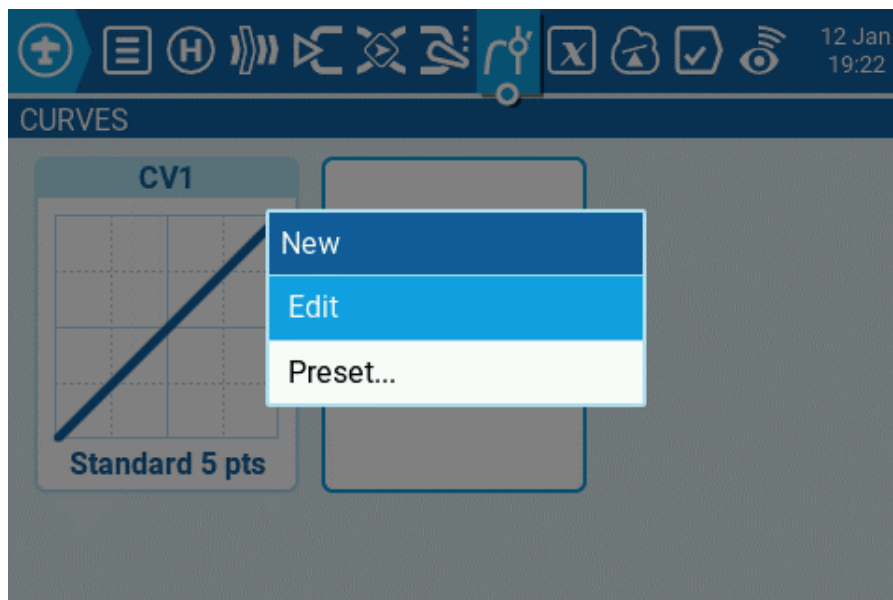 H
x
12 Jan
19:22
CURVES
CV1
New
Edit
Preset...
Standard 5 pts